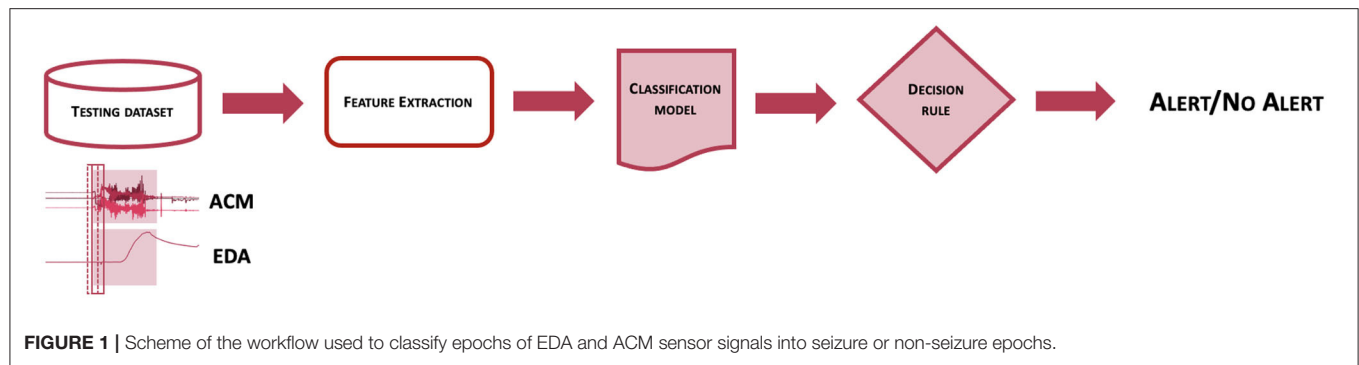 TESTING DATASET
FEATURE EXTRACTION
CLASSIFICATION
MODEL
DECISION
RULE
ALERT/NO ALERT
ACM
EDA
FIGURE 1 | Scheme of the workflow used to classify epochs of EDA and ACM sensor signals into seizure or non-seizure epochs.